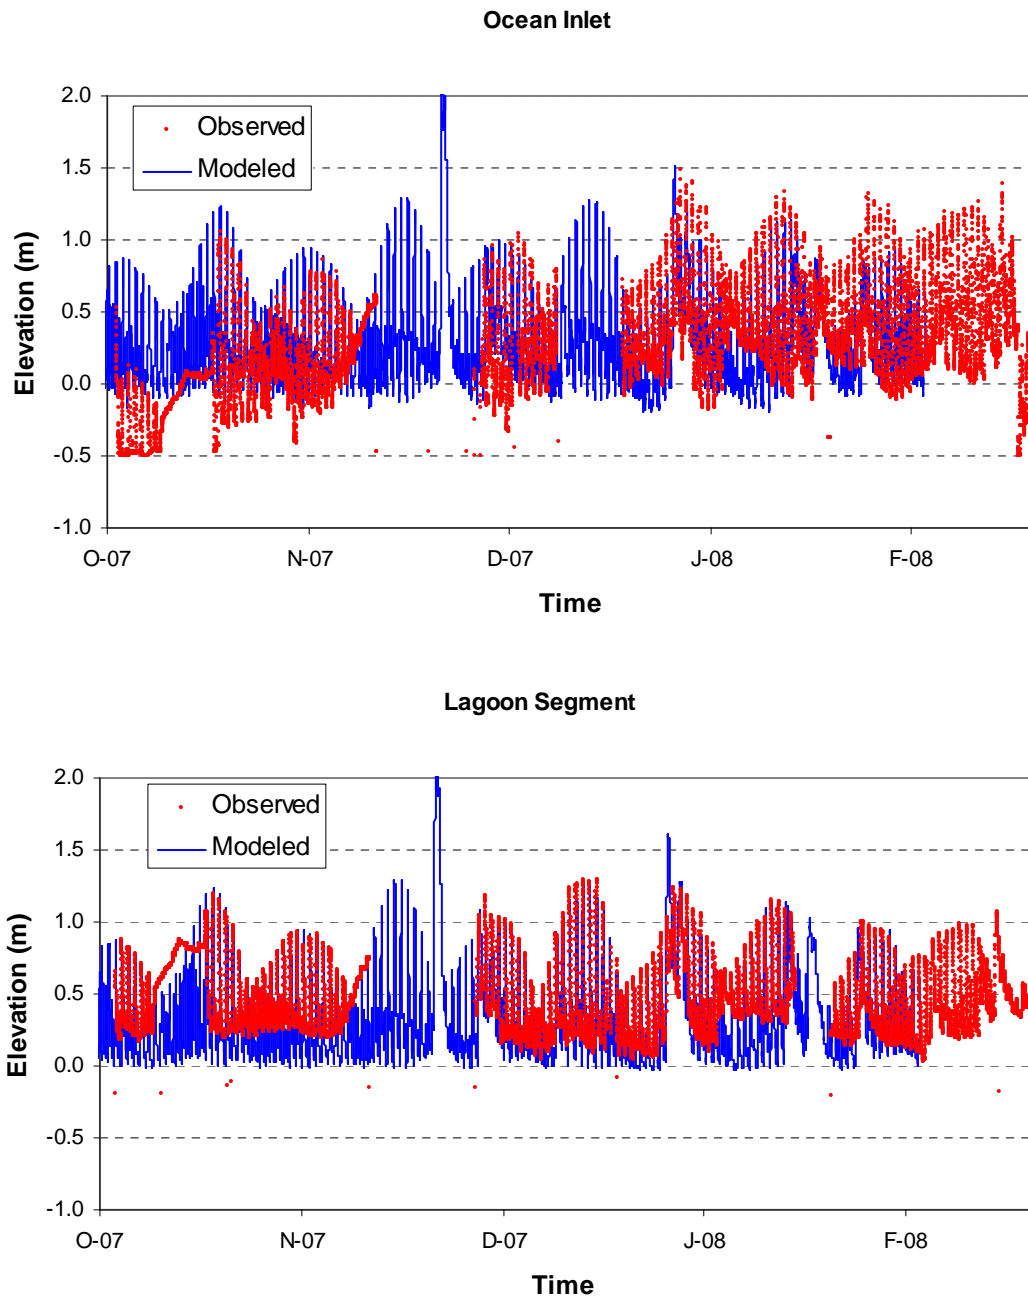 Ocean Inlet
2.0
1.5
1.0
0.5
0.0
-0.5
-1.0
Elevation (m)
Observed
Modeled
O-07 N-07 D-07 J-08 F-08
Time
Lagoon Segment
2.0
1.5
1.0
0.5
0.0
-0.5
-1.0
Elevation (m)
Observed
Modeled
O-07 N-07 D-07 J-08 F-08
Time